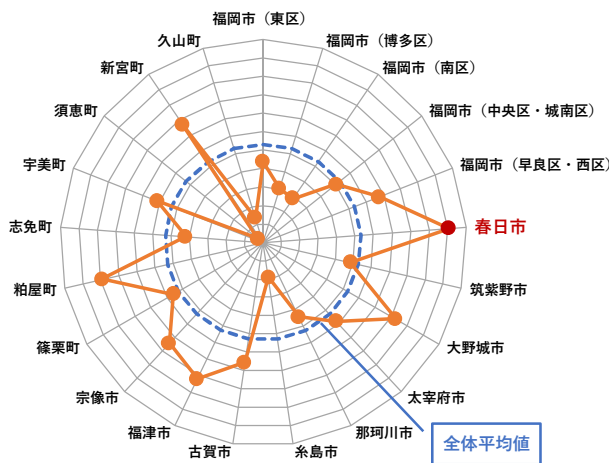 福岡市（東区）
福岡市（博多区）
福岡市（南区）
福岡市（中央区・城南区）
福岡市（早良区・西区）
春日市
筑紫野市
大野城市
太宰府市
那珂川市
糸島市
古賀市
福津市
宗像市
篠栗町
粕屋町
志免町
宇美町
須恵町
新宮町
久山町
全体平均値